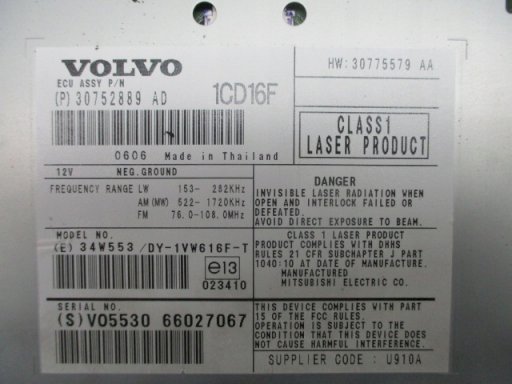 VOLVO
ECU ASSY P/N
(P) 30752889 AD
1CD16F
HW:30775579 AA
CLASS1
LASER PRODUCT
0606 Made in Thailand
12V NEG.GROUND
FREQUENCY RANGE LW 153- 282KHz
AM(MW) 522- 1720KHz
FM 76.0-108.0MHz
MODEL NO.
(E) 34W553 /DY-1VW616F-T
e13
023410
SERIAL NO.
(S)V05530 66027067
DANGER
INVISIBLE LASER RADIATION WHEN
OPEN AND INTERLOCK FAILED OR
DEFEATED.
AVOID DIRECT EXPOSURE TO BEAM.
CLASS 1 LASER PRODUCT
PRODUCT COMPLIES WITH DHHS
RULES 21 CFR SUBCHAPTER J PART
1040:10 AT DATE OF MANUFACTURE.
MANUFACTURED
MITSUBISHI ELECTRIC CO.
THIS DEVICE COMPLIES WITH PART
15 OF THE FCC RULES.
OPERATION IS SUBJECT TO THE
CONDITION THAT THIS DEVICE DOES
NOT CAUSE HARMFUL INTERFERENCE.
SUPPLIER CODE : U910A